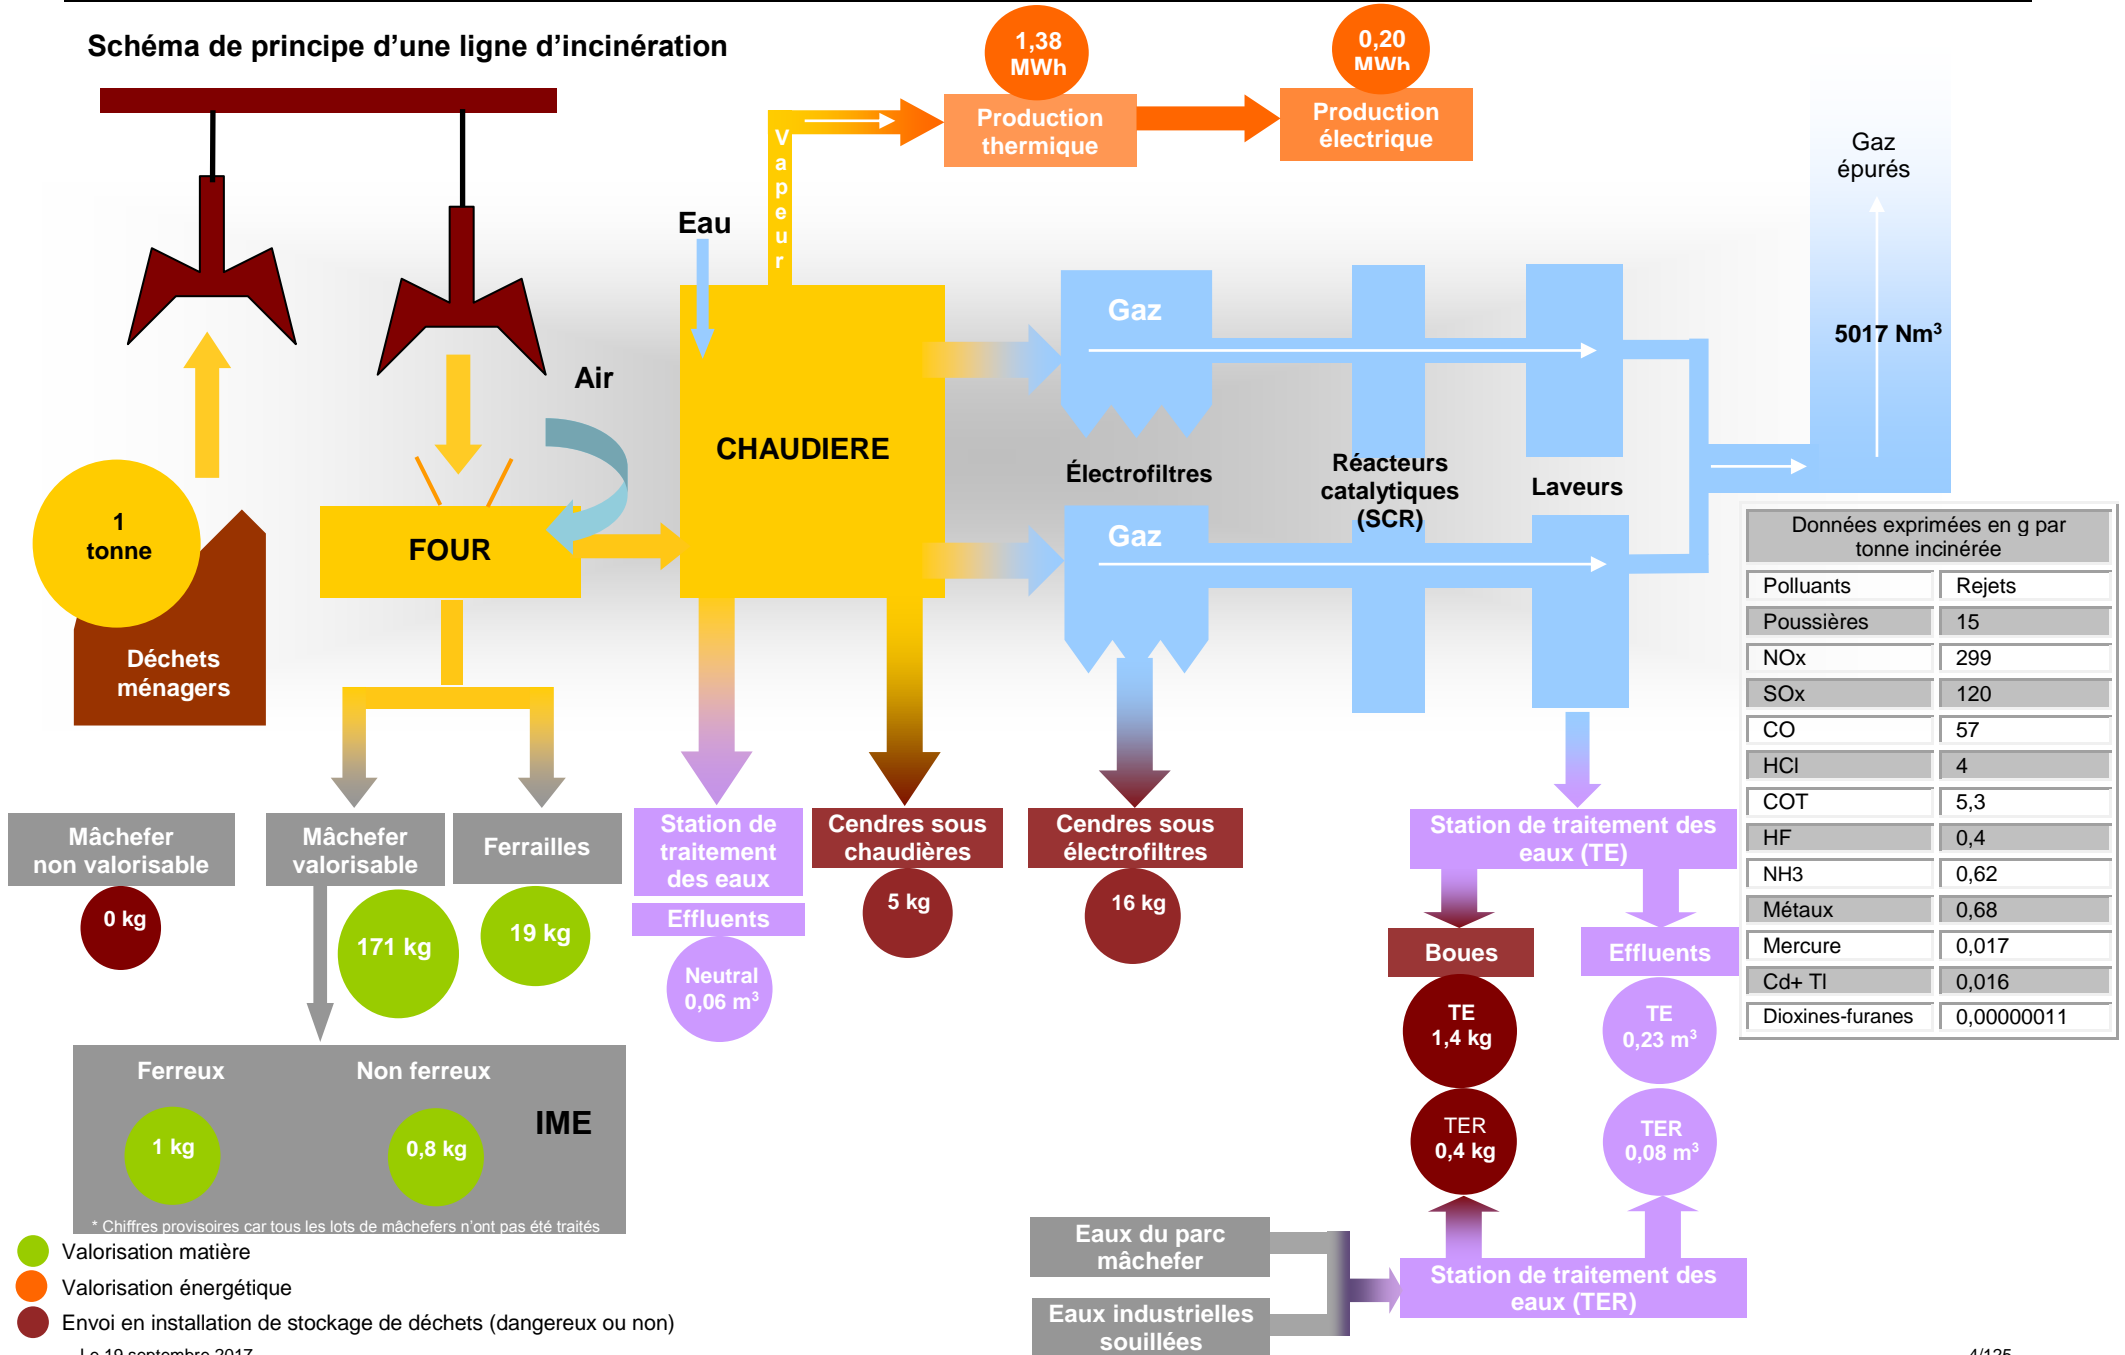 Schéma de principe d'une ligne d'incinération
1,38
MWh
0,20
MWh
Production
thermique
Production
électrique
Vapeur
Gaz
épurés
Eau
Gaz
5017 Nm³
Air
CHAUDIERE
Électrofiltres
Réacteurs
catalytiques
(SCR)
Laveurs
1
tonne
FOUR
Gaz
Déchets
ménagers
Données exprimées en g par
tonne incinérée
Polluants Rejets
Poussières 15
NOx 299
SOx 120
CO 57
HCl 4
COT 5,3
HF 0,4
NH3 0,62
Métaux 0,68
Mercure 0,017
Cd+ Tl 0,016
Dioxines-furanes 0,00000011
Mâchefer
non valorisable
0 kg
Mâchefer
valorisable
171 kg
Ferrailles
19 kg
Station de
traitement
des eaux
Effluents
Neutral
0,06 m³
Cendres sous
chaudières
5 kg
Cendres sous
électrofiltres
16 kg
Station de traitement des
eaux (TE)
Boues
Effluents
TE
1,4 kg
TE
0,23 m³
TER
0,4 kg
TER
0,08 m³
Ferreux
Non ferreux
IME
1 kg
0,8 kg
* Chiffres provisoires car tous les lots de mâchefers n'ont pas été traités
Eaux du parc
mâchefer
Eaux industrielles
souillées
Station de traitement des
eaux (TER)
Valorisation matière
Valorisation énergétique
Envoi en installation de stockage de déchets (dangereux ou non)
Le 19 septembre 2017
4/125